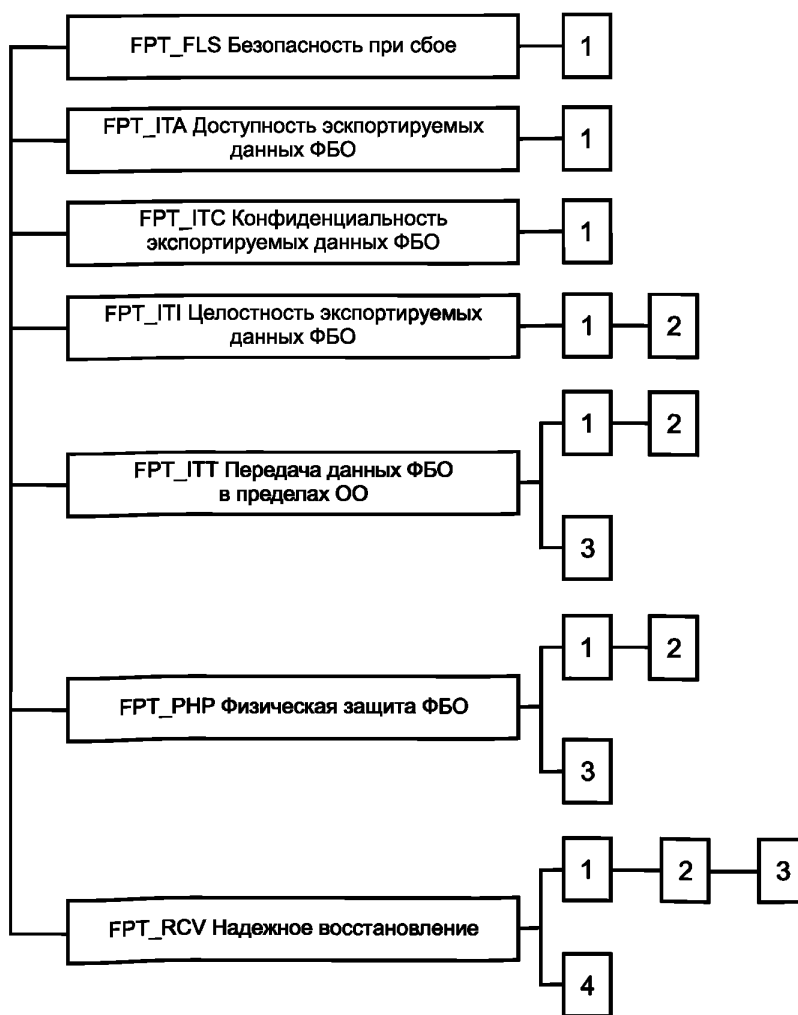 FPT_FLS Безопасность при сбое
1
FPT_ITA Доступность эскпортируемых
данных ФБО
1
FPT_ITC Конфиденциальность
экспортируемых данных ФБО
1
FPT_ITI Целостность экспортируемых
данных ФБО
1
2
FPT_ITT Передача данных ФБО
в пределах ОО
1
2
3
FPT_PHP Физическая защита ФБО
1
2
3
FPT_RCV Надежное восстановление
1
2
3
4